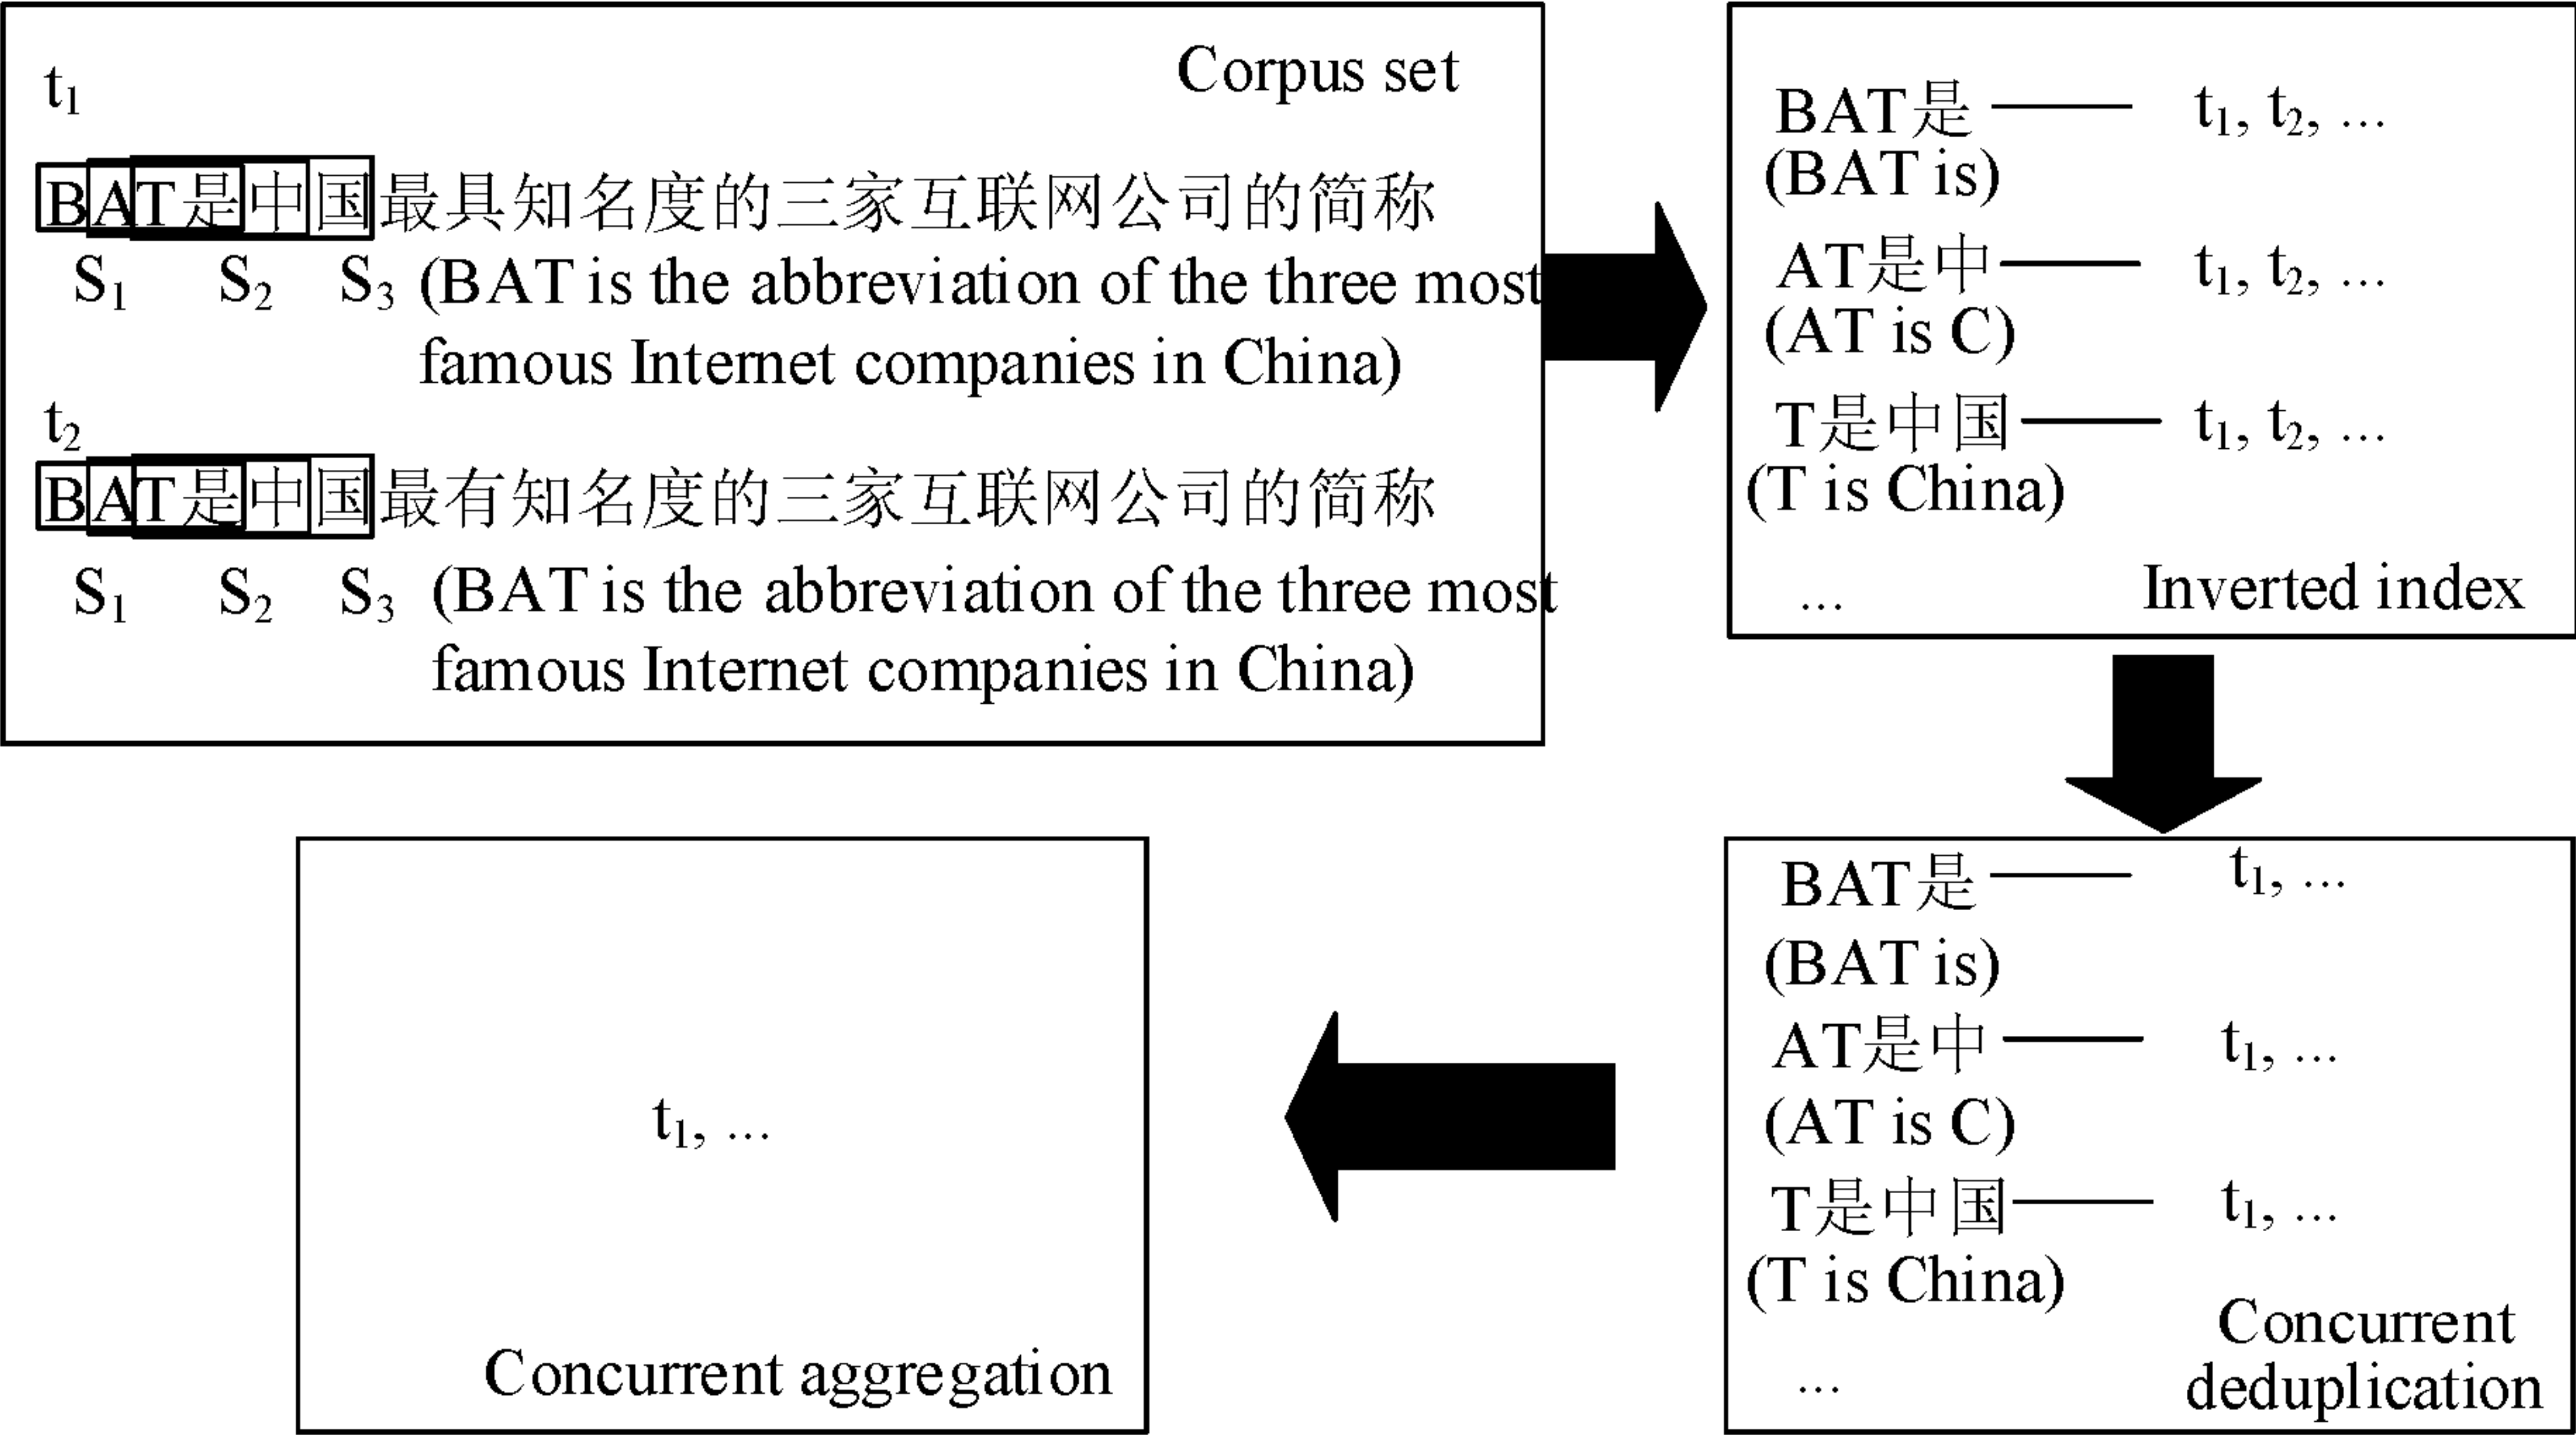 Corpus set
t₁
BAT是中国最具知名度的三家互联网公司的简称
S₁ S₂ S₃ (BAT is the abbreviation of the three most
famous Internet companies in China)
t₂
BAT是中国最有知名度的三家互联网公司的简称
S₁ S₂ S₃ (BAT is the abbreviation of the three most
famous Internet companies in China)
BAT是 t₁, t₂, ...
(BAT is)
AT是中 t₁, t₂, ...
(AT is C)
T是中国 t₁, t₂, ...
(T is China)
... Inverted index
BAT是 t₁, ...
(BAT is)
AT是中 t₁, ...
(AT is C)
T是中国 t₁, ...
(T is China)
Concurrent
... deduplication
t₁, ...
Concurrent aggregation